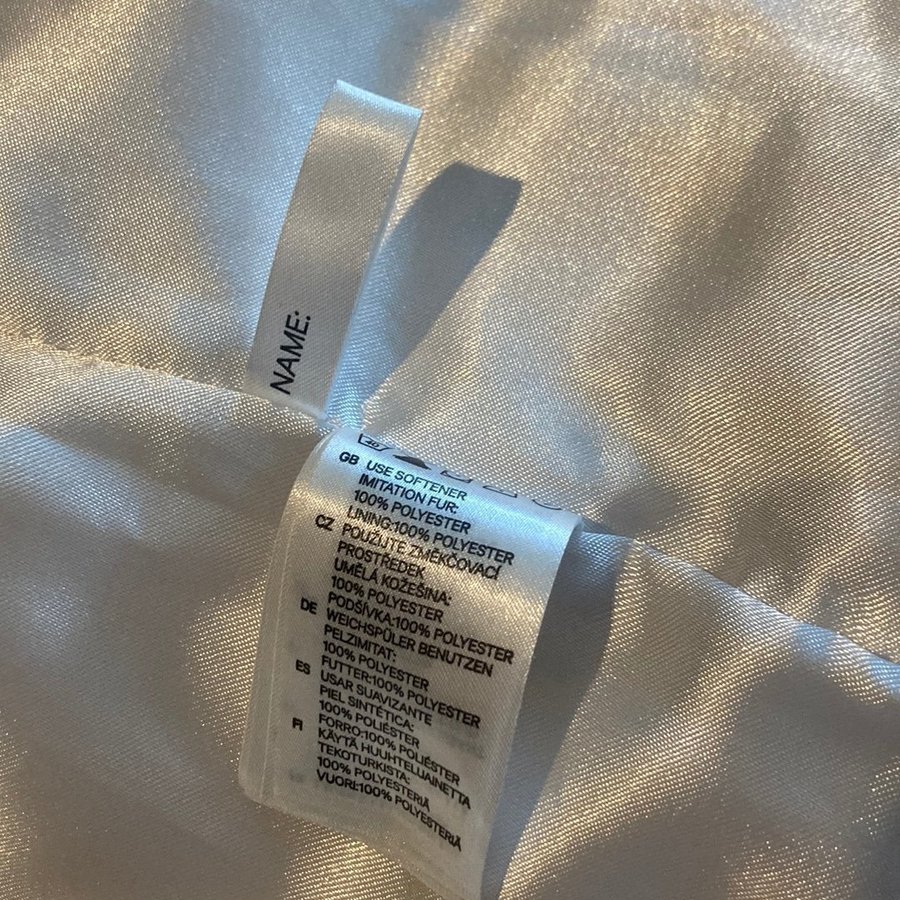 NAME:
GB USE SOFTENER
IMITATION FUR:
100% POLYESTER
LINING:100% POLYESTER
CZ POUŽIJTE ZMĚKČOVACÍ
PROSTŘEDEK
UMĚLÁ KOŽEŠINA:
100% POLYESTER
PODŠÍVKA:100% POLYESTER
DE WEICHSPÜLER BENUTZEN
PELZIMITAT:
100% POLYESTER
FUTTER:100% POLYESTER
ES USAR SUAVIZANTE
PIEL SINTÉTICA:
100% POLIÉSTER
FORRO:100% POLIÉSTER
FI KÄYTÄ HUUHTELUAINETTA
TEKOTURKISTA:
100% POLYESTERIÄ
VUORI:100% POLYESTERIÄ